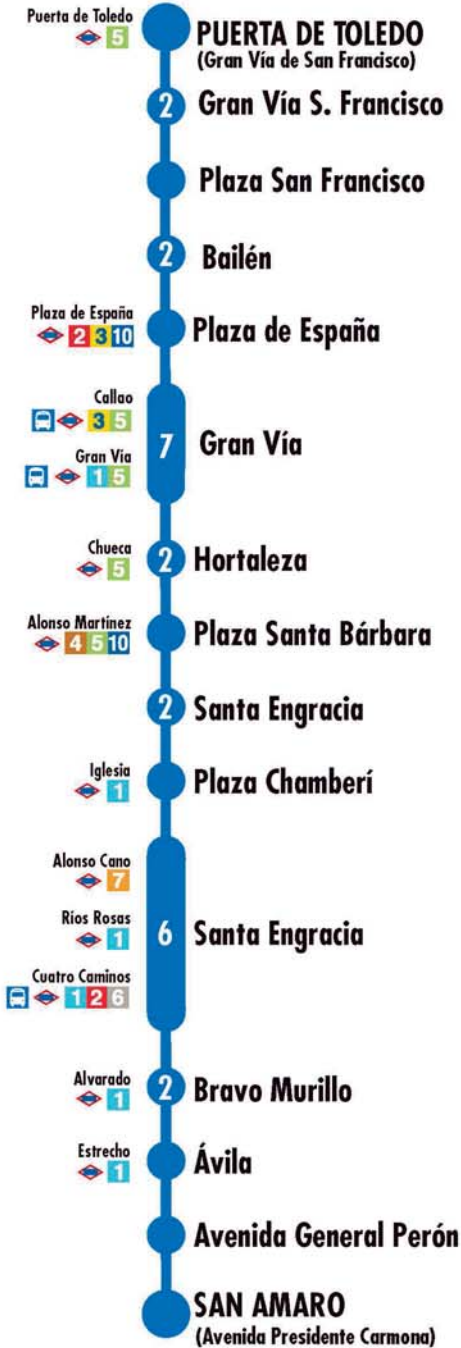 Puerta de Toledo
5
PUERTA DE TOLEDO
(Gran Vía de San Francisco)
2 Gran Vía S. Francisco
Plaza San Francisco
2 Bailén
Plaza de España
2 3 10
Plaza de España
Callao
3 5
Gran Vía
1 5
7 Gran Vía
Chueca
5
2 Hortaleza
Alonso Martínez
4 5 10
Plaza Santa Bárbara
2 Santa Engracia
Iglesia
1
Plaza Chamberí
Alonso Cano
7
Ríos Rosas
1
Cuatro Caminos
1 2 6
6 Santa Engracia
Alvarado
1
2 Bravo Murillo
Estrecho
1
Ávila
Avenida General Perón
SAN AMARO
(Avenida Presidente Carmona)